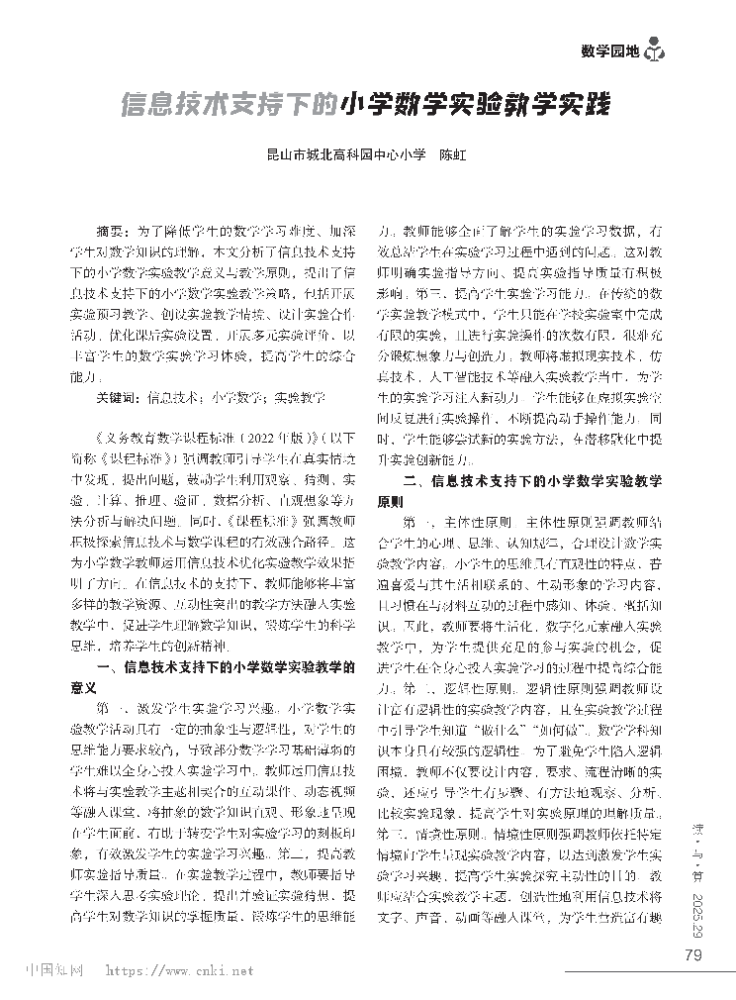 数学园地
信息技术支持下的小学数学实验教学实践
昆山市城北高科园中心小学　陈虹
摘要：为了降低学生的数学学习难度、加深
学生对数学知识的理解，本文分析了信息技术支持
下的小学数学实验教学意义与教学原则，提出了信
息技术支持下的小学数学实验教学策略，包括开展
实验预习教学、创设实验教学情境、设计实验合作
活动、优化课后实验设置、开展多元实验评价，以
丰富学生的数学实验学习体验，提高学生的综合
能力。
关键词：信息技术；小学数学；实验教学
《义务教育数学课程标准（2022年版）》（以下
简称《课程标准》）强调教师引导学生在真实情境
中发现、提出问题，鼓励学生利用观察、猜测、实
验、计算、推理、验证、数据分析、直观想象等方
法分析与解决问题。同时，《课程标准》强调教师
积极探索信息技术与数学课程的有效融合路径。这
为小学数学教师运用信息技术优化实验教学效果指
明了方向。在信息技术的支持下，教师能够将丰富
多样的教学资源、互动性突出的教学方法融入实验
教学中，促进学生理解数学知识，锻炼学生的科学
思维，培养学生的创新精神。
一、信息技术支持下的小学数学实验教学的
意义
第一，激发学生实验学习兴趣。小学数学实
验教学活动具有一定的抽象性与逻辑性，对学生的
思维能力要求较高，导致部分数学学习基础薄弱的
学生难以全身心投入实验学习中。教师运用信息技
术将与实验教学主题相契合的互动课件、动态视频
等融入课堂，将抽象的数学知识直观、形象地呈现
在学生面前，有助于转变学生对实验学习的刻板印
象，有效激发学生的实验学习兴趣。第二，提高教
师实验指导质量。在实验教学过程中，教师要指导
学生深入思考实验理论，提出并验证实验猜想，提
高学生对数学知识的掌握质量，锻炼学生的思维能
力。教师能够全面了解学生的实验学习数据，有
效总结学生在实验学习过程中遇到的问题。这对教
师明确实验指导方向、提高实验指导质量有积极
影响。第三，提高学生实验学习能力。在传统的数
学实验教学模式中，学生只能在学校实验室中完成
有限的实验，且进行实验操作的次数有限，很难充
分锻炼想象力与创造力。教师将虚拟现实技术、仿
真技术、人工智能技术等融入实验教学当中，为学
生的实验学习注入新动力。学生能够在虚拟实验空
间反复进行实验操作，不断提高动手操作能力。同
时，学生能够尝试新的实验方法，在潜移默化中提
升实验创新能力。
二、信息技术支持下的小学数学实验教学
原则
第一，主体性原则。主体性原则强调教师结
合学生的心理、思维、认知规律，合理设计数学实
验教学内容。小学生的思维具有直观性的特点，普
遍喜爱与其生活相联系的、生动形象的学习内容，
且习惯在与材料互动的过程中感知、体验、概括知
识。因此，教师要将生活化、数字化元素融入实验
教学中，为学生提供充足的参与实验的机会，促
进学生在全身心投入实验学习的过程中提高综合能
力。第二，逻辑性原则。逻辑性原则强调教师设
计富有逻辑性的实验教学内容，且在实验教学过程
中引导学生知道“做什么”“如何做”。数学学科知
识本身具有较强的逻辑性。为了避免学生陷入逻辑
困境，教师不仅要设计内容、要求、流程清晰的实
验，还应引导学生有步骤、有方法地观察、分析、
比较实验现象，提高学生对实验原理的理解质量。
第三，情境性原则。情境性原则强调教师依托特定
情境向学生呈现实验教学内容，以达到激发学生实
验学习兴趣、提高学生实验探究主动性的目的。教
师应结合实验教学主题，创造性地利用信息技术将
文字、声音、动画等融入课堂，为学生营造富有趣
读·写·算 2025.29
79
中国知网 https://www.cnki.net